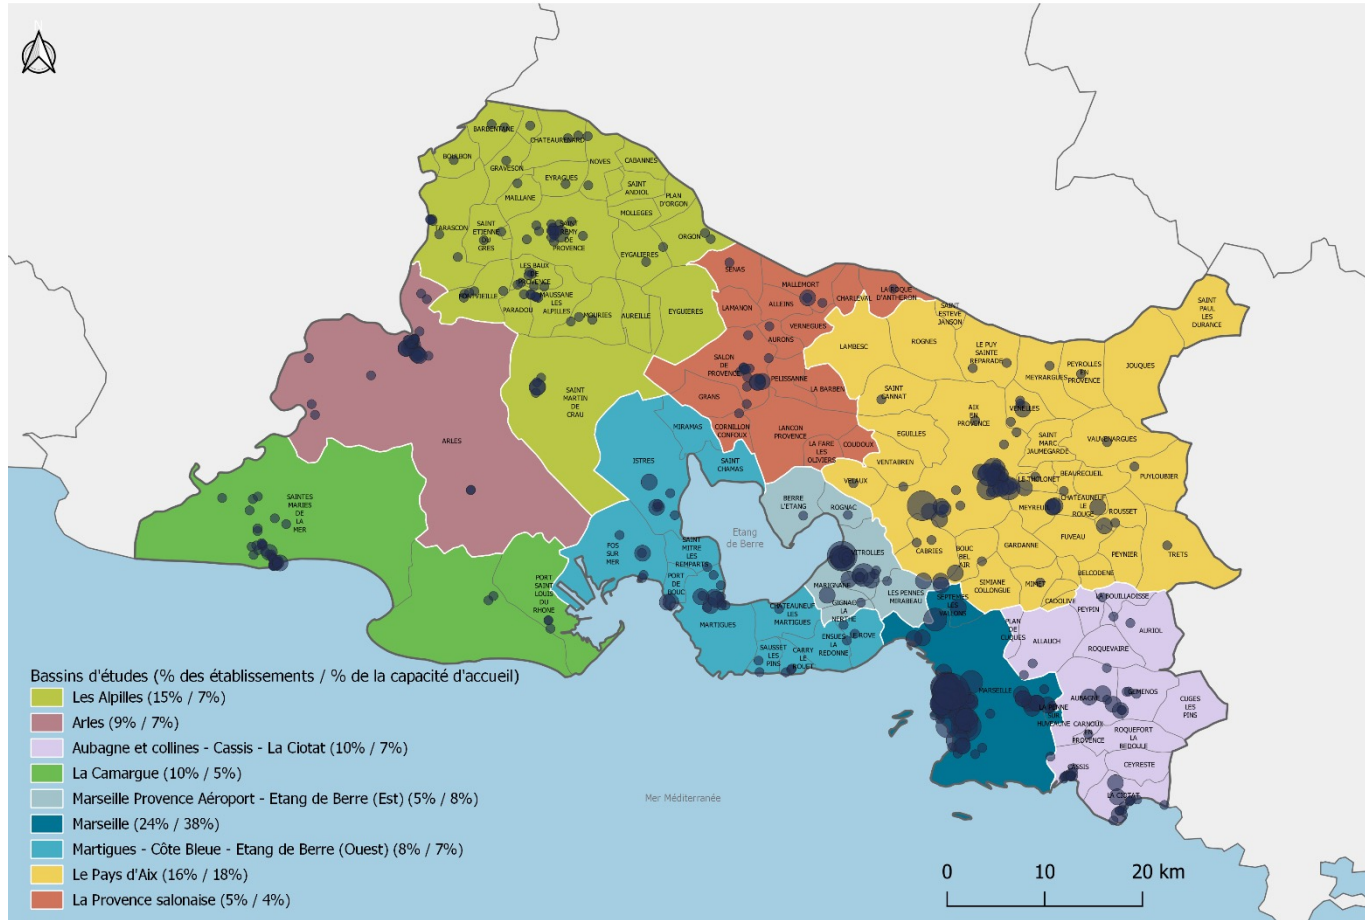 N
BARBENTANE
CHATEAURENARD
BOULBON
GRAVESON
NOVES
CABANNES
EYRAGUES
SAINT
ANDIOL
PLAN
D'ORGON
MAILLANE
MOLLEGES
TARASCON
SAINT
ETIENNE
DU
GRES
SAINT
REMY
DE
PROVENCE
ORGON
EYGALIERES
LES BAUX
DE
PROVENCE
FONTVIEILLE
PARADOU
MAUSSANE
LES
ALPILLES
MOURIES
AUREILLE
EYGUIERES
SENAS
MALLEMORT
LAMANON
ALLEINS
CHARLEVAL
LA ROQUE
D'ANTHERON
VERNEGUES
AURONS
SALON
DE
PROVENCE
PELISSANNE
LA BARBEN
GRANS
CORNILLON
CONFOUX
LANCON
PROVENCE
LA FARE
LES
OLIVIERS
COUDOUX
SAINT
ESTEVE
JANSON
SAINT
PAUL
LES
DURANCE
LAMBESC
ROGNES
LE PUY
SAINTE
REPARADE
MEYRARGUES
PEYROLLES
EN
PROVENCE
JOUQUES
SAINT
CANNAT
AIX
EN
PROVENCE
VENELLES
EGUILLES
SAINT
MARC
JAUMEGARDE
VAUVENARGUES
VENTABREN
LE THOLONET
BEAURECUEIL
PUYLOUBIER
VELAUX
MEYREUIL
CHATEAUNEUF
LE
ROUGE
ROUSSET
CABRIES
BOUC
BEL
AIR
GARDANNE
FUVEAU
PEYNIER
TRETS
SIMIANE
COLLONGUE
MIMET
BELCODENE
CADOLIVE
SAINT
MARTIN
DE
CRAU
ARLES
MIRAMAS
ISTRES
SAINT
CHAMAS
BERRE
L'ETANG
ROGNAC
SAINTES
MARIES
DE
LA
MER
Etang
de Berre
FOS
SUR
MER
SAINT
MITRE
LES
REMPARTS
VITROLLES
MARIGNANE
PORT
DE
BOUC
PORT
SAINT
LOUIS
DU
RHONE
MARTIGUES
CHATEAUNEUF
LES
MARTIGUES
GIGNAC
LA
NERTHE
LES PENNES
MIRABEAU
SEPTEMES
LES
VALLONS
ENSUES
LA
REDONNE
LE ROVE
SAUSSET
LES
PINS
CARRY
LE
ROUET
PLAN
DE
CUQUES
ALLAUCH
PEYPIN
LA BOUILLADISSE
AURIOL
ROQUEVAIRE
MARSEILLE
LA PENNE
SUR
HUVEAUNE
AUBAGNE
GEMENOS
CUGES
LES
PINS
CARNOUX
EN
PROVENCE
ROQUEFORT
LA
BEDOULE
CASSIS
CEYRESTE
LA CIOTAT
Mer Méditerranée
Bassins d'études (% des établissements / % de la capacité d'accueil)
Les Alpilles (15% / 7%)
Arles (9% / 7%)
Aubagne et collines - Cassis - La Ciotat (10% / 7%)
La Camargue (10% / 5%)
Marseille Provence Aéroport - Etang de Berre (Est) (5% / 8%)
Marseille (24% / 38%)
Martigues - Côte Bleue - Etang de Berre (Ouest) (8% / 7%)
Le Pays d'Aix (16% / 18%)
La Provence salonaise (5% / 4%)
0 10 20 km